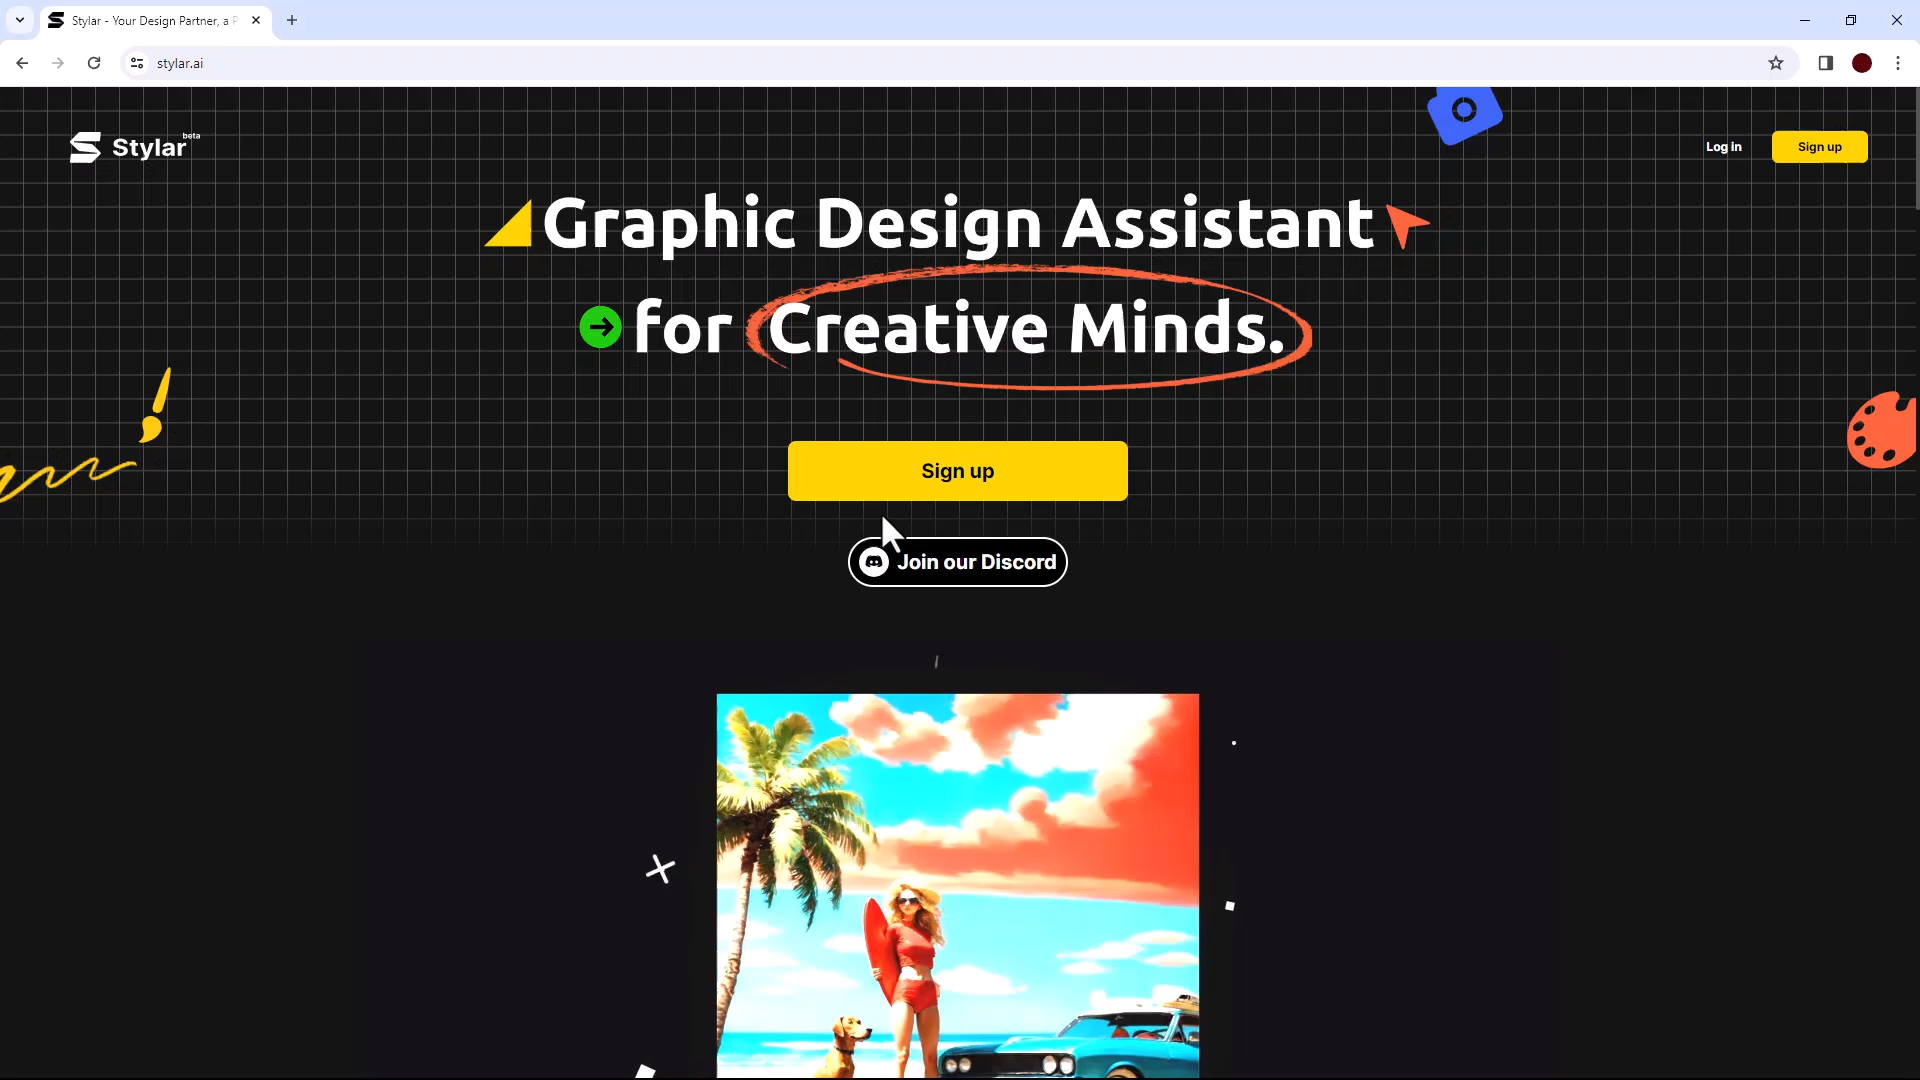 Stylar - Your Design Partner, a P
stylar.ai
Stylar beta
Log in
Sign up
Graphic Design Assistant
for Creative Minds.
Sign up
Join our Discord